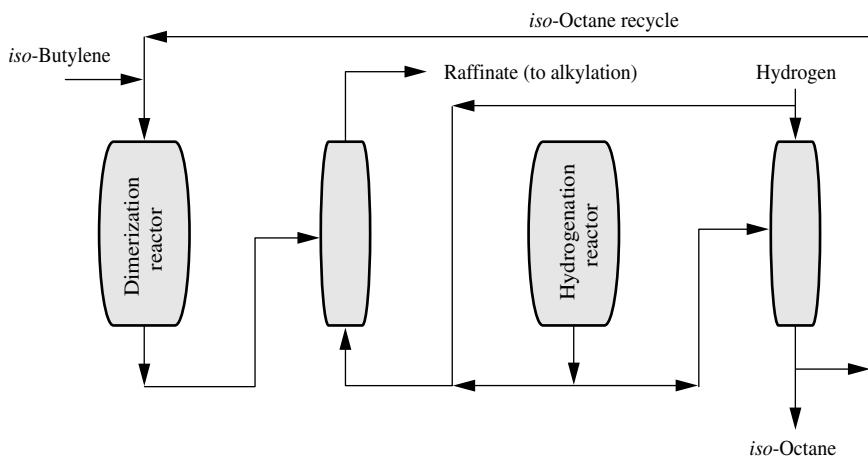 iso-Octane recycle
iso-Butylene
Raffinate (to alkylation)
Hydrogen
Dimerization
reactor
Hydrogenation
reactor
iso-Octane